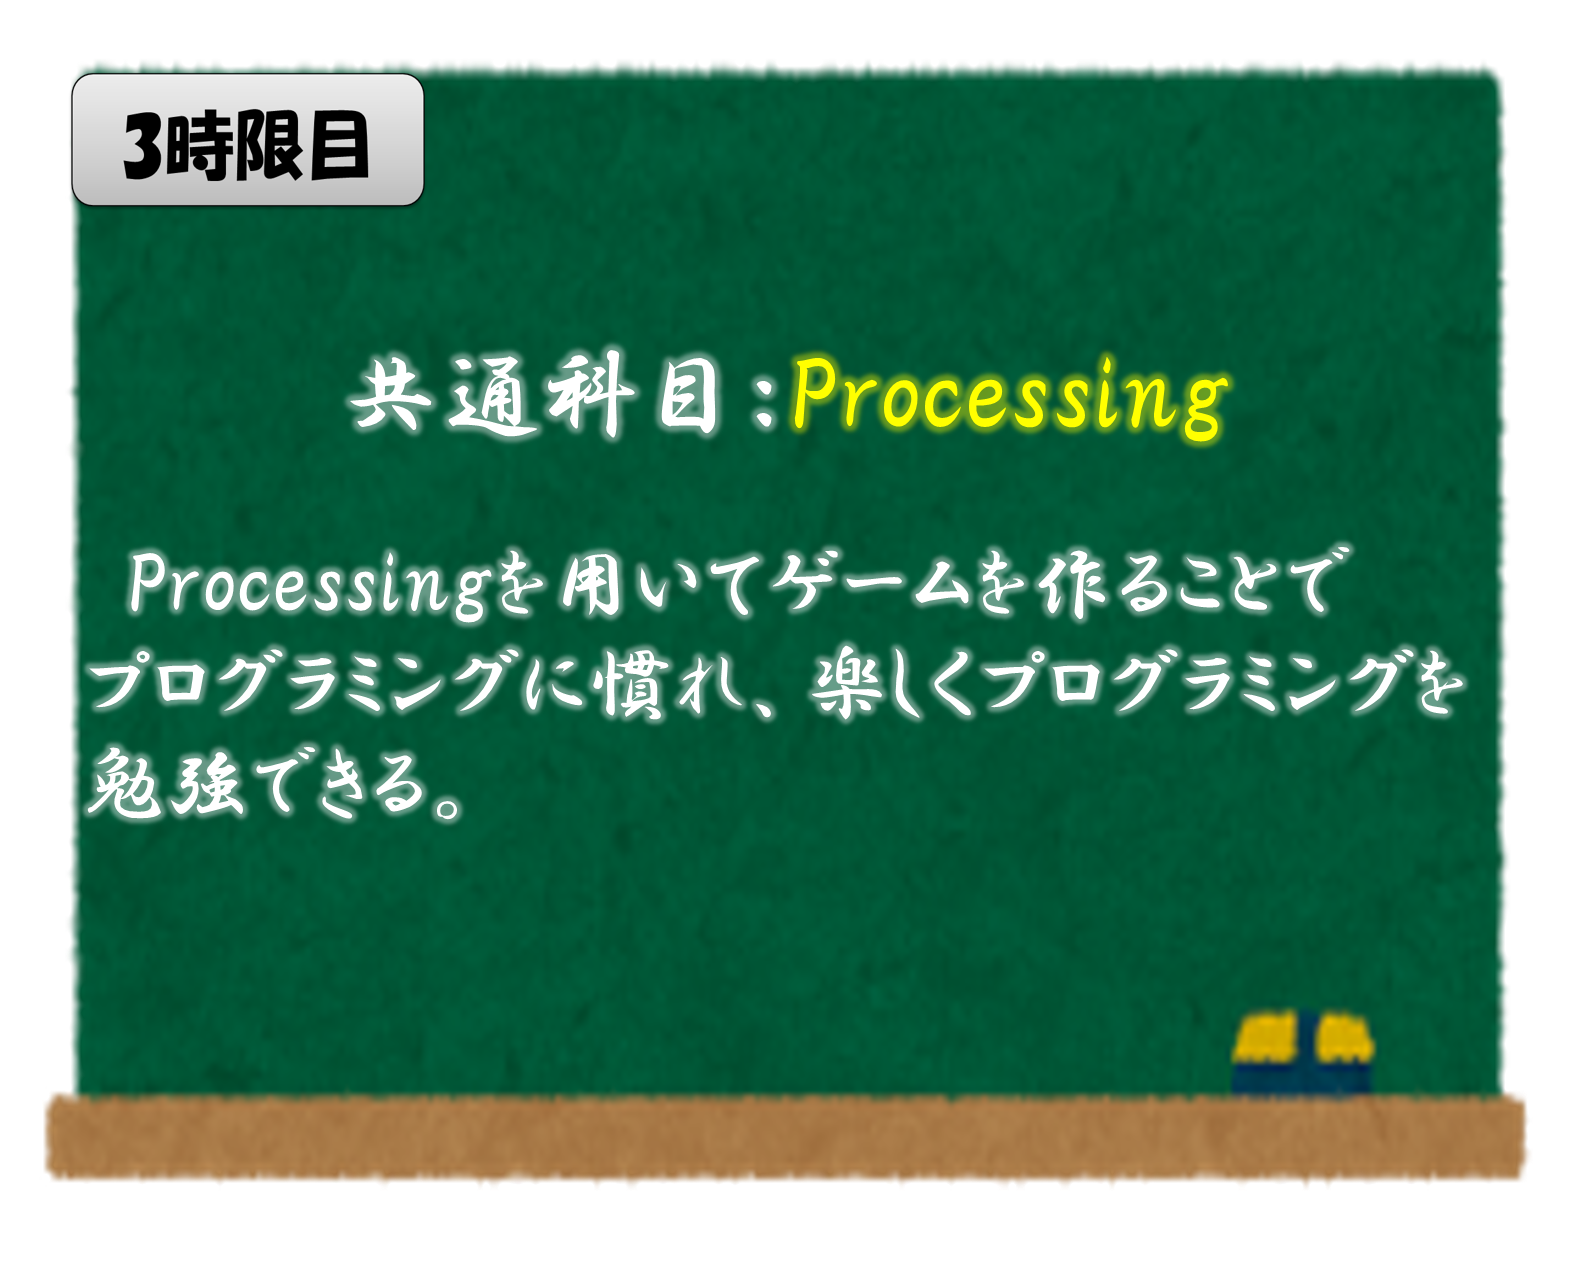 3時限目
共通科目:Processing
Processingを用いてゲームを作ることで
プログラミングに慣れ、楽しくプログラミングを
勉強できる。